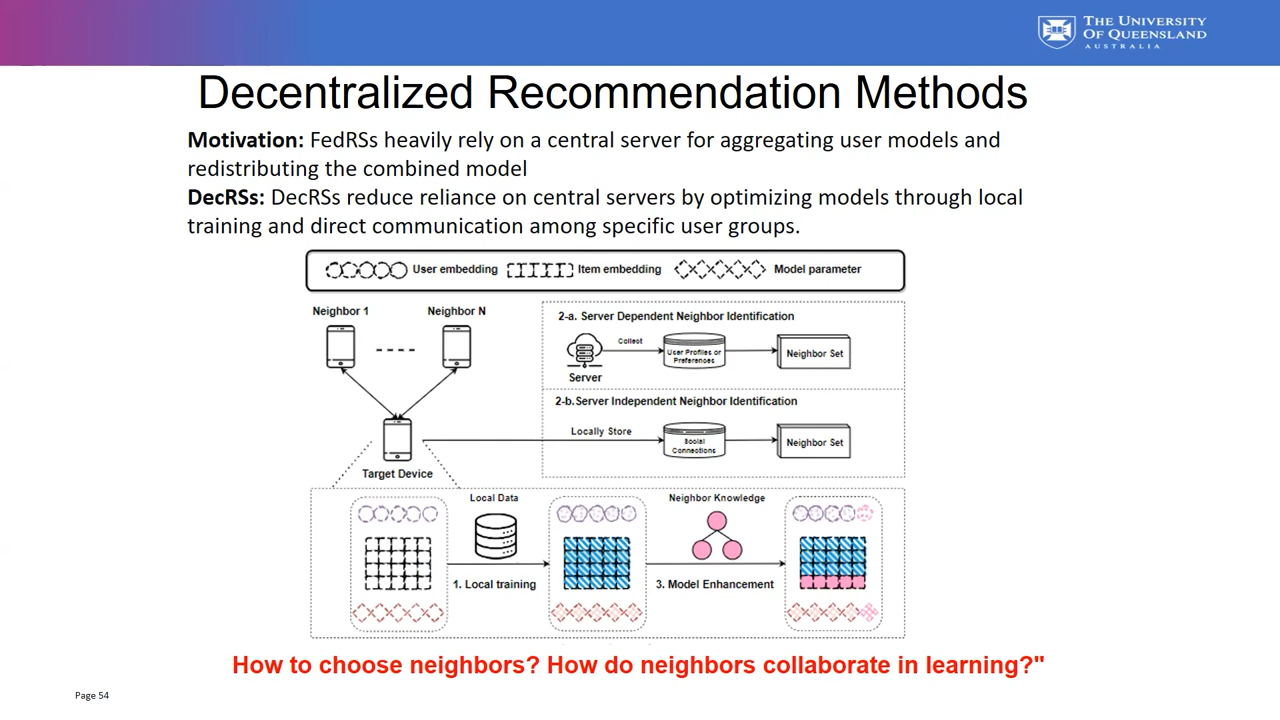 THE UNIVERSITY
OF QUEENSLAND
AUSTRALIA
Decentralized Recommendation Methods
Motivation: FedRSs heavily rely on a central server for aggregating user models and
redistributing the combined model
DecRSs: DecRSs reduce reliance on central servers by optimizing models through local
training and direct communication among specific user groups.
User embedding
Item embedding
Model parameter
Neighbor 1
Neighbor N
Target Device
2-a. Server Dependent Neighbor Identification
Server
Collect
User Profiles or
Preferences
Neighbor Set
2-b. Server Independent Neighbor Identification
Locally Store
Social
Connections
Neighbor Set
Local Data
1. Local training
Neighbor Knowledge
3. Model Enhancement
How to choose neighbors? How do neighbors collaborate in learning?"
Page 54